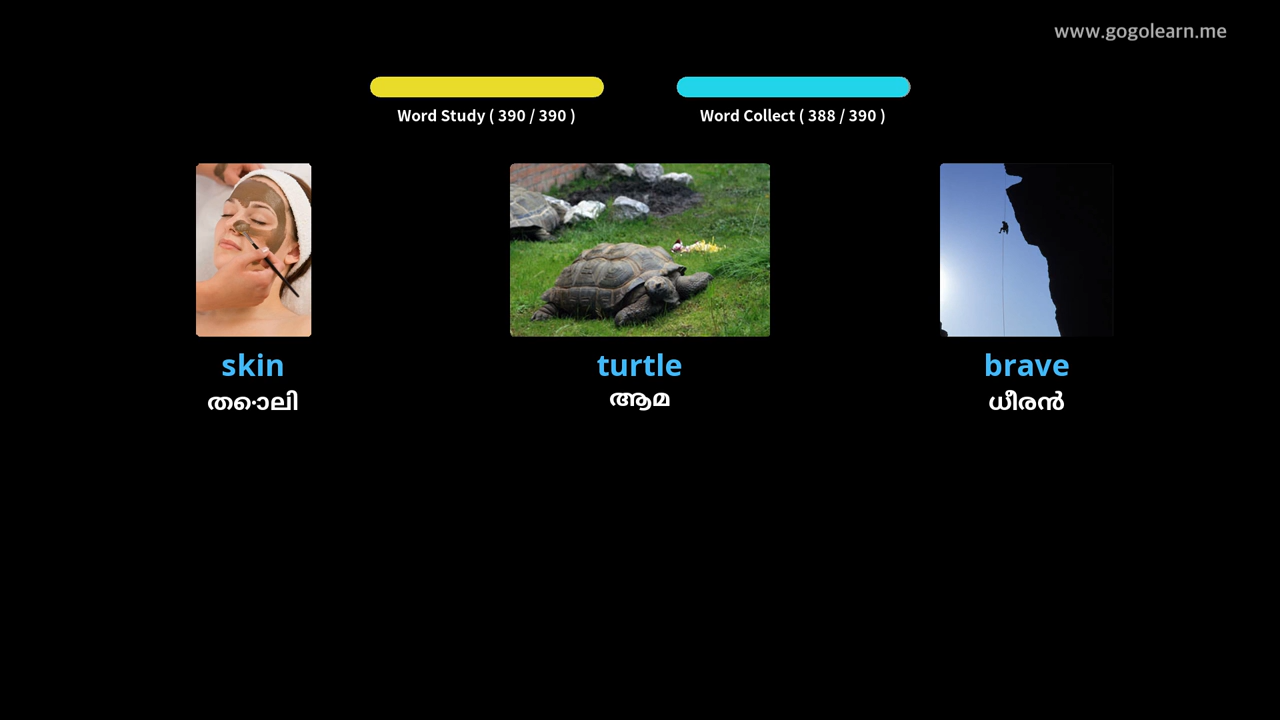 www.gogolearn.me
Word Study ( 390 / 390 )
Word Collect ( 388 / 390 )
skin
turtle
brave
തൊലി
ആമ
ധീരൻ